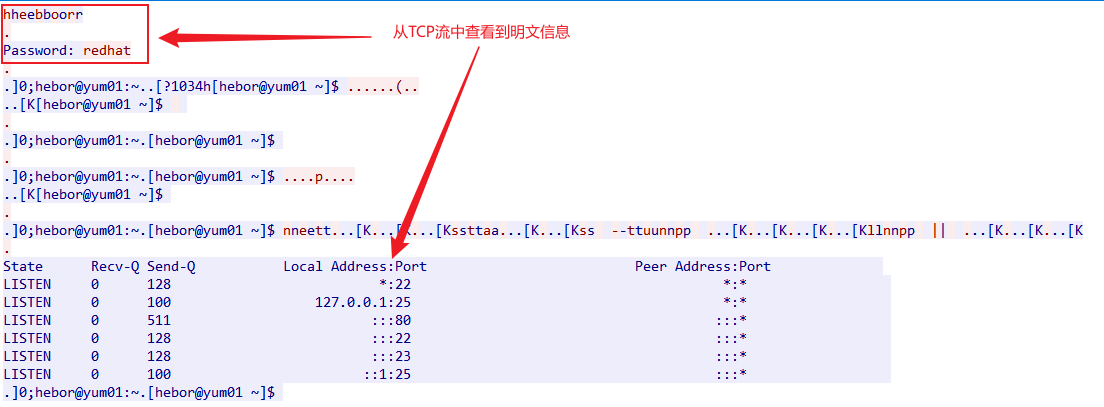 hheebboorr
.
Password: redhat
从TCP流中查看到明文信息
.
.]0;hebor@yum01:~..[?1034h[hebor@yum01 ~]$ ......(..
..[K[hebor@yum01 ~]$
.
.]0;hebor@yum01:~.[hebor@yum01 ~]$
.
.]0;hebor@yum01:~.[hebor@yum01 ~]$ ....p....
..[K[hebor@yum01 ~]$
.
.]0;hebor@yum01:~.[hebor@yum01 ~]$ nneett...[K...[K...[Kssttaa...[K...[Kss --ttuunnpp ...[K...[K...[K...[Kllnnpp || ...[K...[K...[K
.
State Recv-Q Send-Q Local Address:Port Peer Address:Port
LISTEN 0 128 *:22 *:*
LISTEN 0 100 127.0.0.1:25 *:*
LISTEN 0 511 :::80 :::*
LISTEN 0 128 :::22 :::*
LISTEN 0 128 :::23 :::*
LISTEN 0 100 ::1:25 :::*
.]0;hebor@yum01:~.[hebor@yum01 ~]$